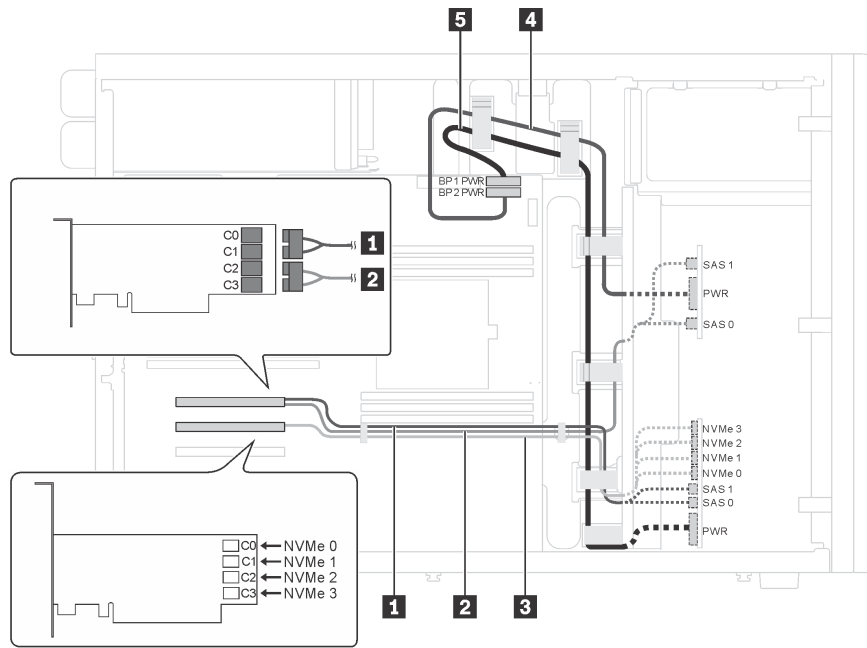 5
4
BP1 PWR
BP2 PWR
C0
C1
C2
C3
1
2
SAS 1
PWR
SAS 0
NVMe 3
NVMe 2
NVMe 1
NVMe 0
SAS 1
SAS 0
PWR
C0 NVMe 0
C1 NVMe 1
C2 NVMe 2
C3 NVMe 3
1
2
3